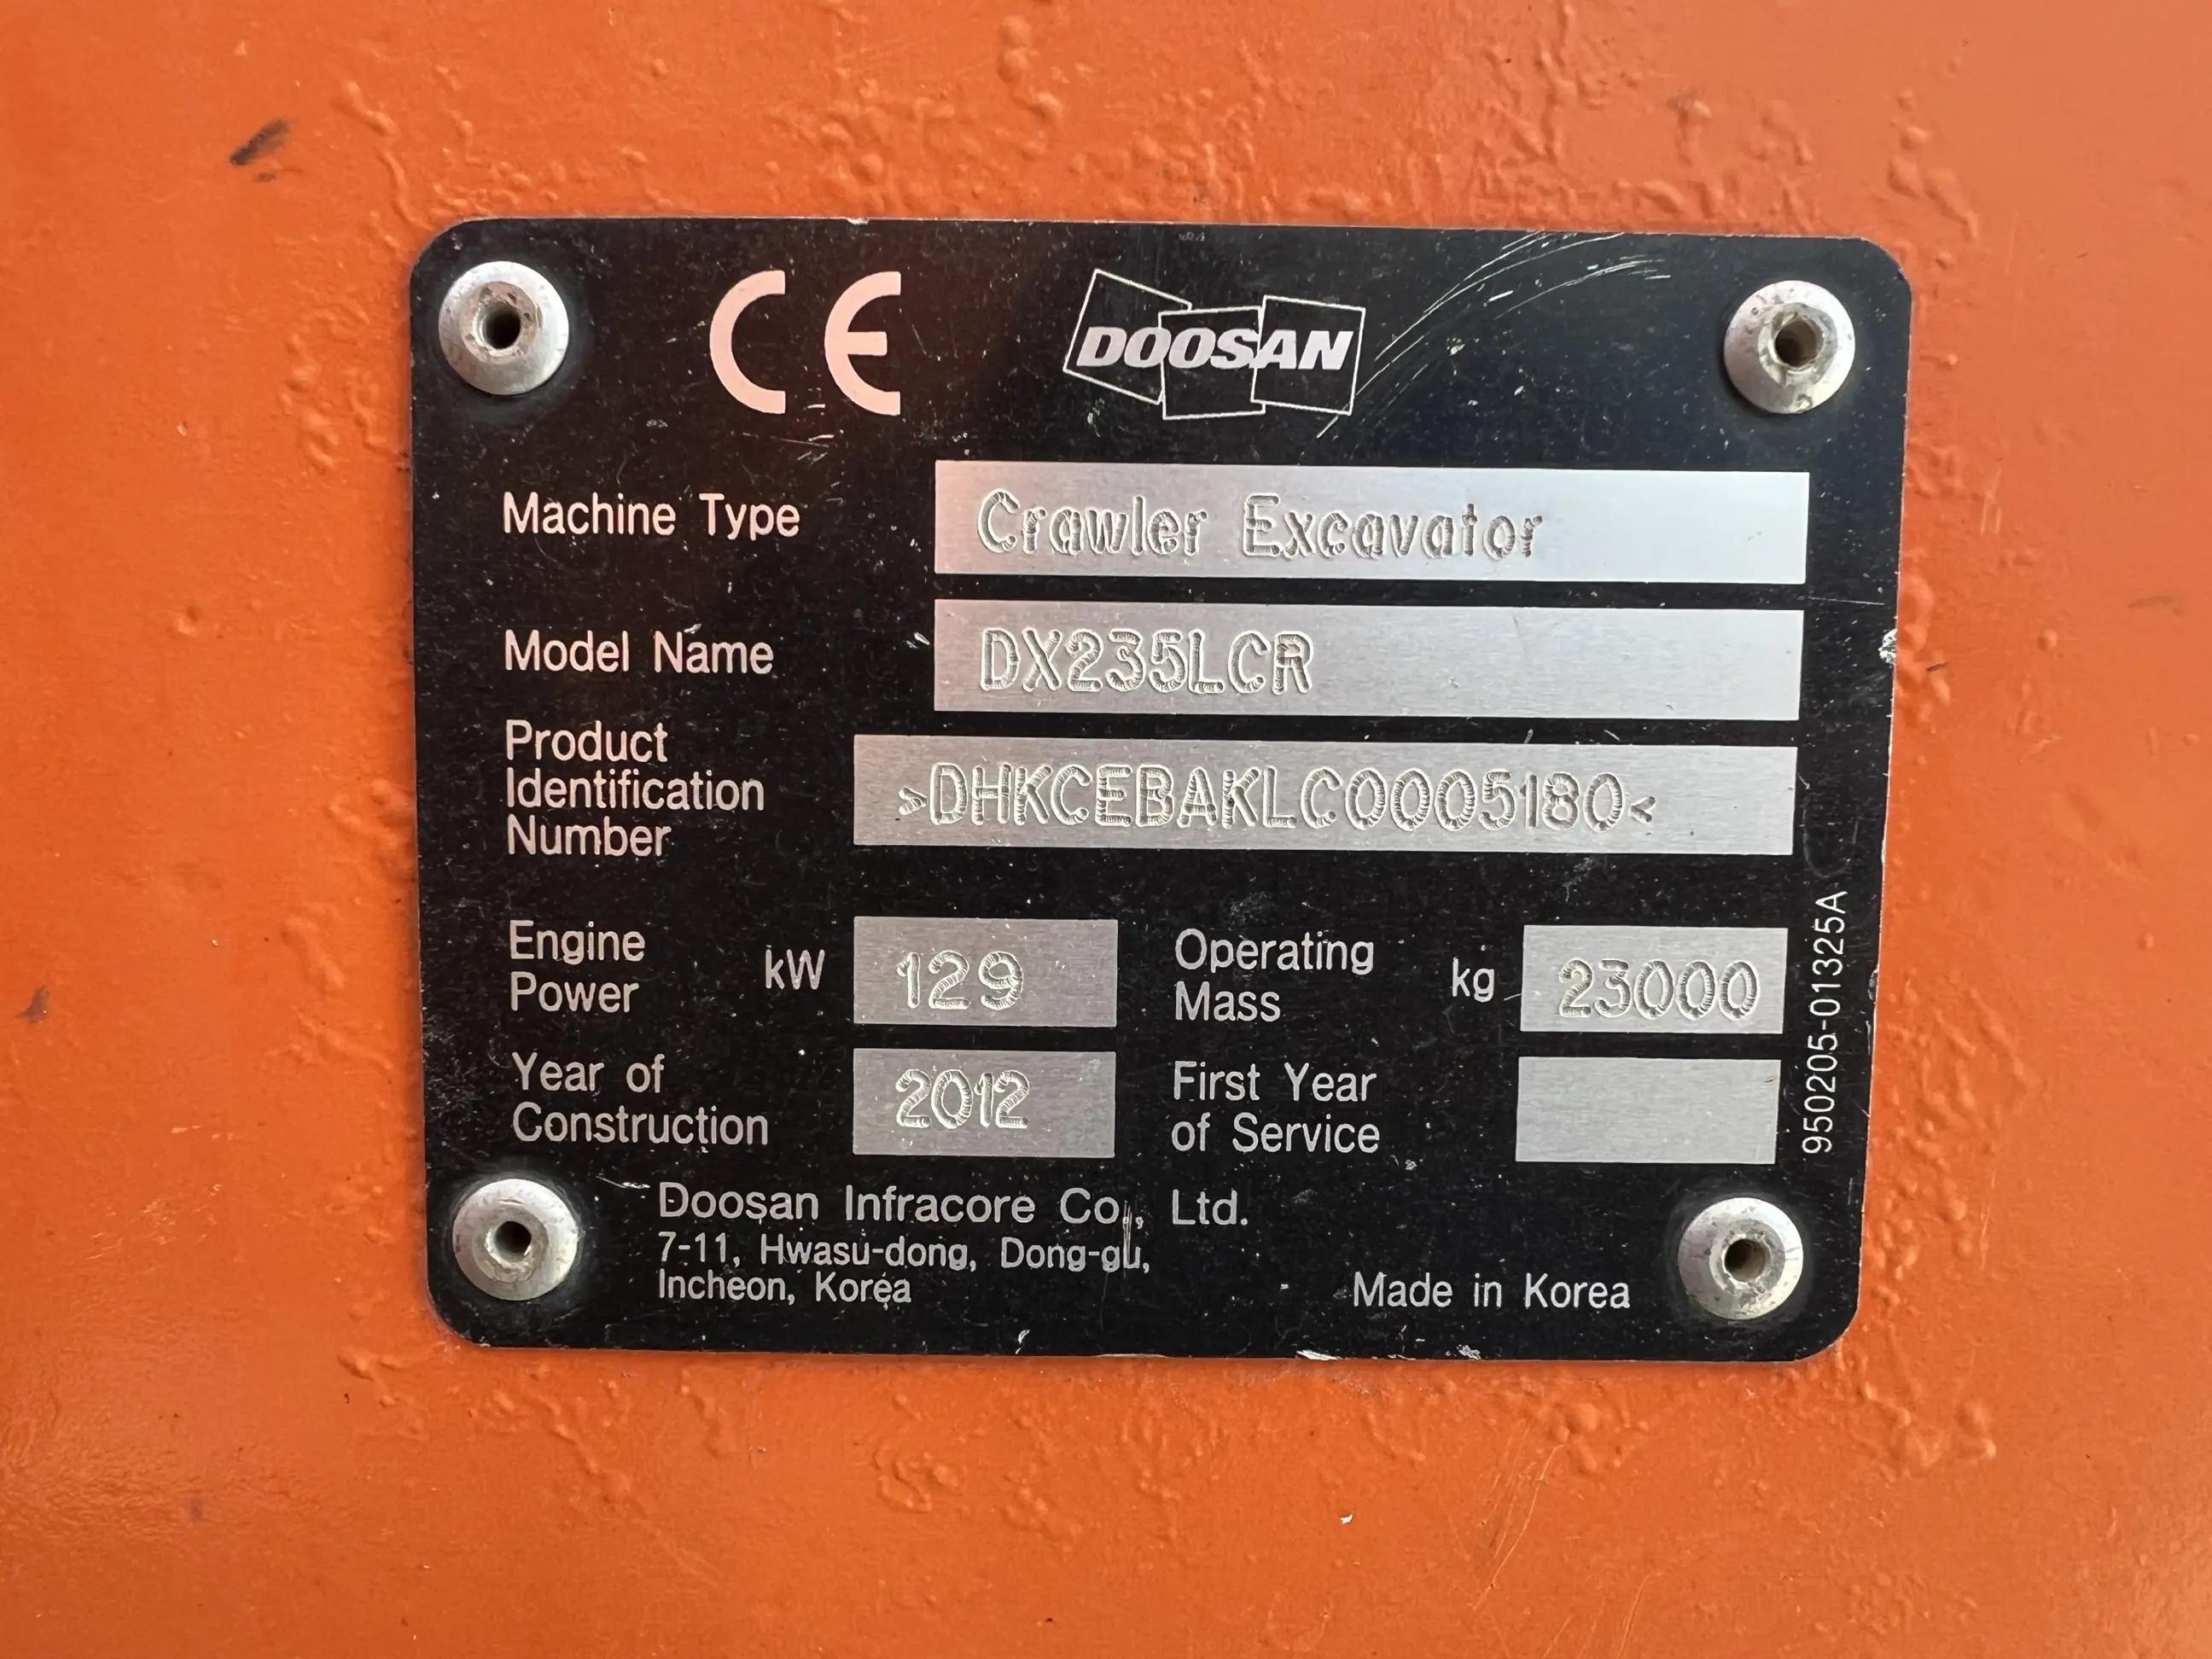 CE
DOOSAN
Machine Type Crawler Excavator
Model Name DX235LCR
Product
Identification
Number
>DHKCEBAKLC0005180<
Engine
Power
kW 129
Operating
Mass
kg 23000
Year of
Construction
2012
First Year
of Service
Doosan Infracore Co., Ltd.
7-11, Hwasu-dong, Dong-gu,
Incheon, Korea
Made in Korea
950205-01325A